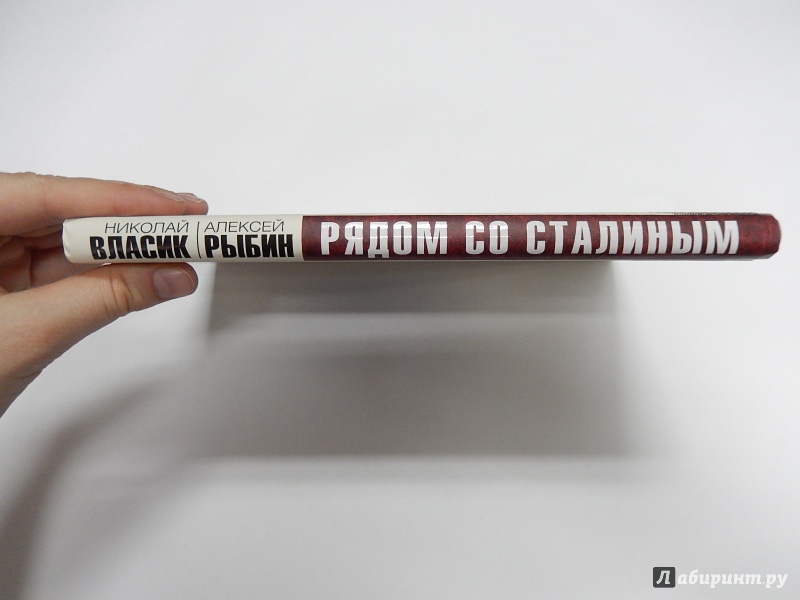 НИКОЛАЙ
ВЛАСИК
АЛЕКСЕЙ
РЫБИН
РЯДОМ СО СТАЛИНЫМ
Лабиринт.ру